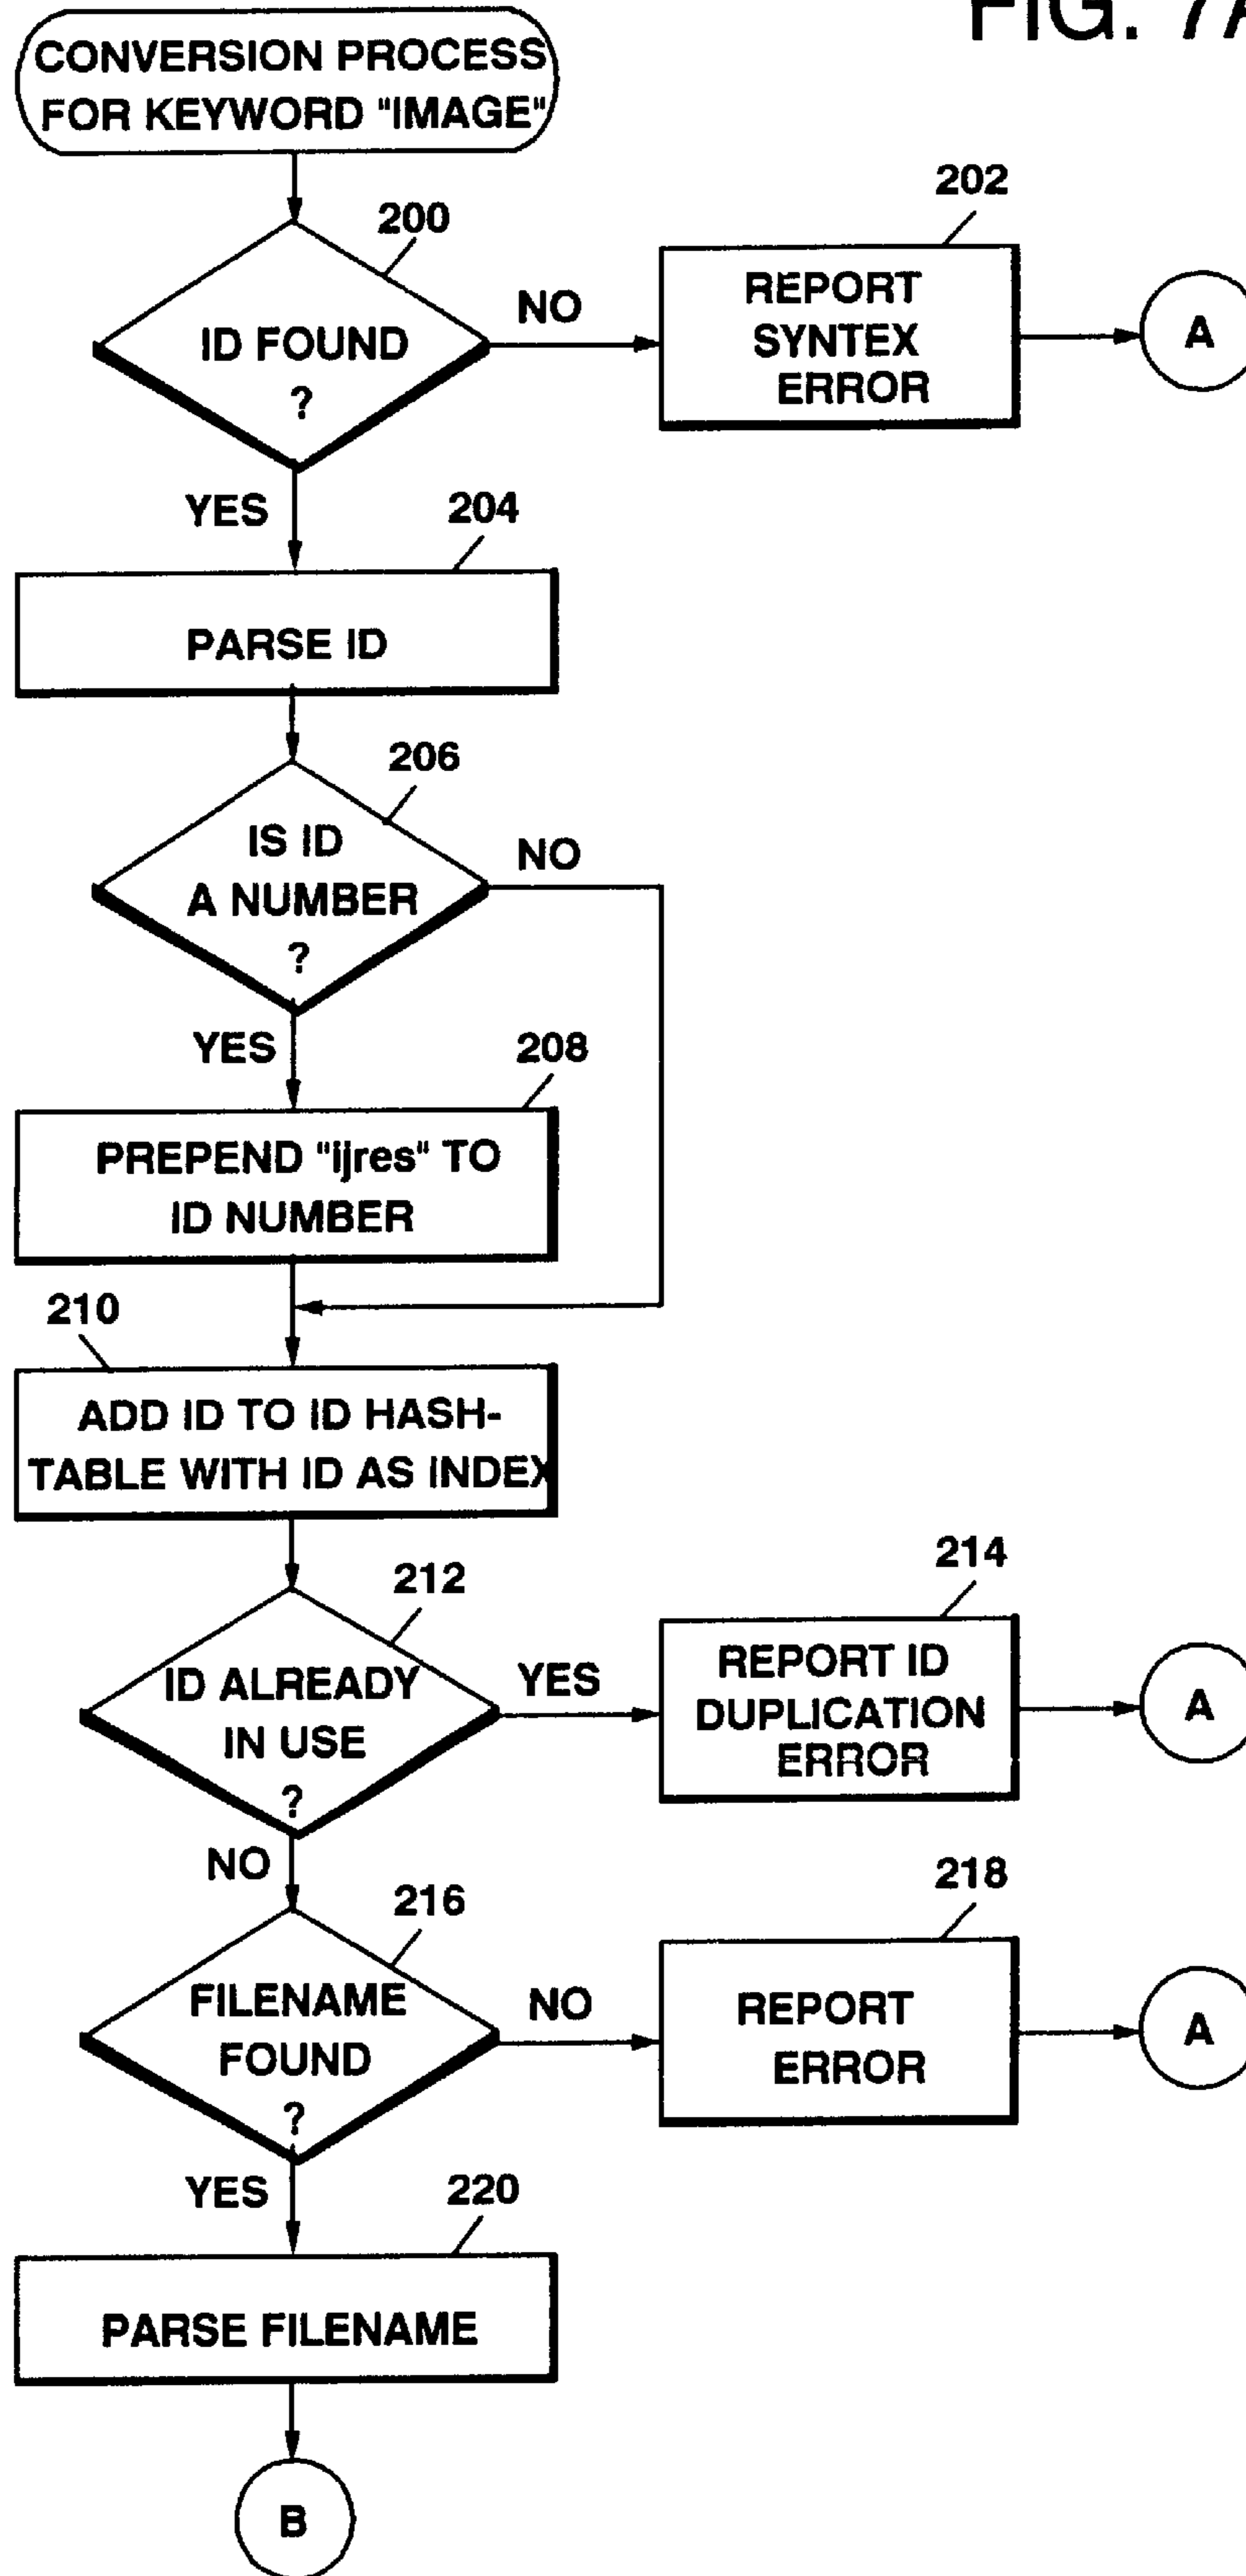 FIG. 7A
CONVERSION PROCESS
FOR KEYWORD "IMAGE"
200
ID FOUND
?
NO
202
REPORT
SYNTEX
ERROR
A
YES
204
PARSE ID
206
IS ID
A NUMBER
?
NO
YES
208
PREPEND "ijres" TO
ID NUMBER
210
ADD ID TO ID HASH-
TABLE WITH ID AS INDEX
212
ID ALREADY
IN USE
?
YES
214
REPORT ID
DUPLICATION
ERROR
A
NO
216
FILENAME
FOUND
?
NO
218
REPORT
ERROR
A
YES
220
PARSE FILENAME
B